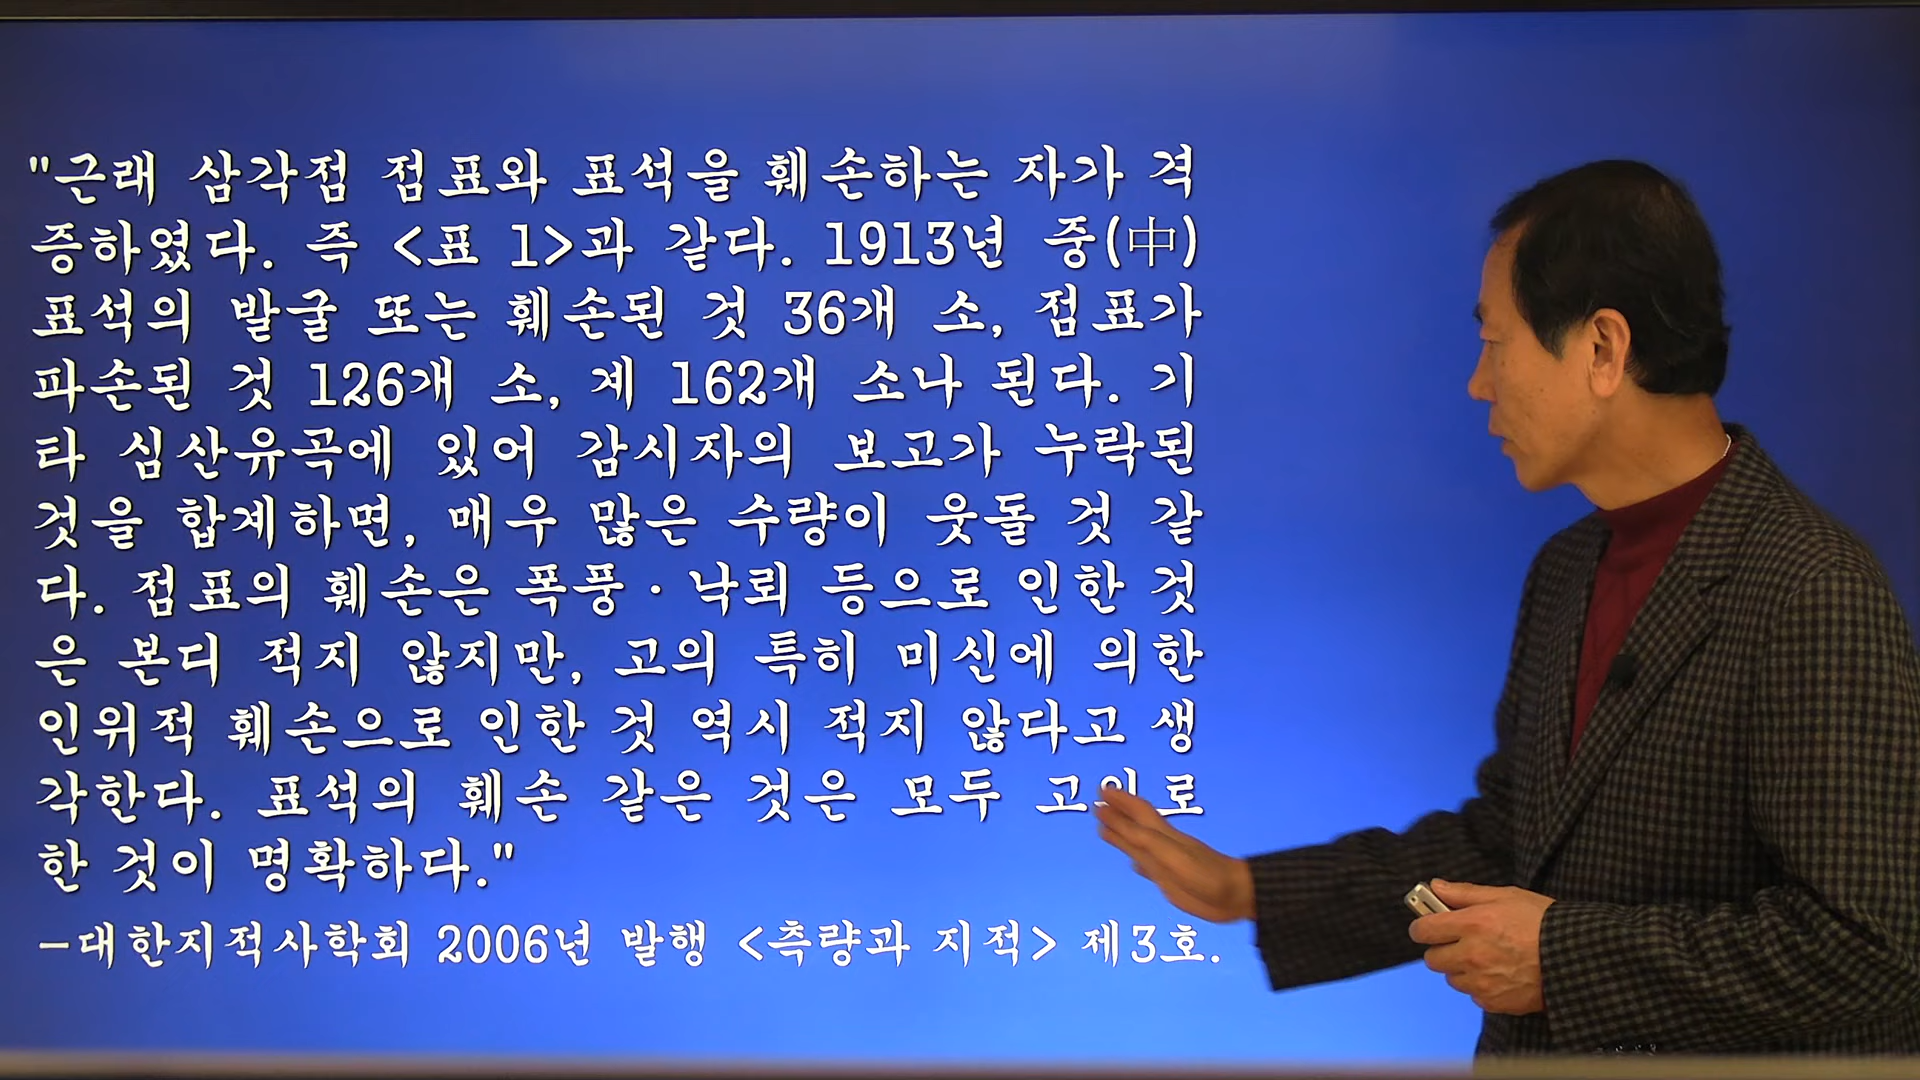 "근래 삼각점 점표와 표석을 훼손하는 자가 격
증하였다. 즉 <표 1>과 같다. 1913년 중(中)
표석의 발굴 또는 훼손된 것 36개 소, 점표가
파손된 것 126개 소, 계 162개 소나 된다. 기
타 심산유곡에 있어 감시자의 보고가 누락된
것을 합계하면, 매우 많은 수량이 웃돌 것 같
다. 점표의 훼손은 폭풍·낙뢰 등으로 인한 것
은 본디 적지 않지만, 고의 특히 미신에 의한
인위적 훼손으로 인한 것 역시 적지 않다고 생
각한다. 표석의 훼손 같은 것은 모두 고의로
한 것이 명확하다."
-대한지적사학회 2006년 발행 <측량과 지적> 제3호.